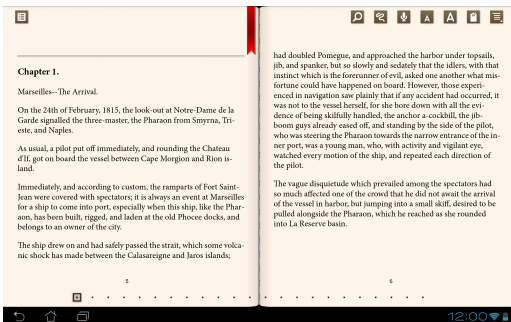 Chapter 1.
Marseilles--The Arrival.
On the 24th of February, 1815, the look-out at Notre-Dame de la
Garde signalled the three-master, the Pharaon from Smyrna, Tri-
este, and Naples.
As usual, a pilot put off immediately, and rounding the Chateau
d'If, got on board the vessel between Cape Morgion and Rion is-
land.
Immediately, and according to custom, the ramparts of Fort Saint-
Jean were covered with spectators; it is always an event at Marseilles
for a ship to come into port, especially when this ship, like the Phar-
aon, has been built, rigged, and laden at the old Phocee docks, and
belongs to an owner of the city.
The ship drew on and had safely passed the strait, which some volca-
nic shock has made between the Calasareigne and Jaros islands;
5
had doubled Pomegue, and approached the harbor under topsails,
jib, and spanker, but so slowly and sedately that the idlers, with that
instinct which is the forerunner of evil, asked one another what mis-
fortune could have happened on board. However, those experi-
enced in navigation saw plainly that if any accident had occurred, it
was not to the vessel herself, for she bore down with all the evi-
dence of being skilfully handled, the anchor a-cockbill, the jib-
boom guys already eased off, and standing by the side of the pilot,
who was steering the Pharaon towards the narrow entrance of the in-
ner port, was a young man, who, with activity and vigilant eye,
watched every motion of the ship, and repeated each direction of
the pilot.
The vague disquietude which prevailed among the spectators had
so much affected one of the crowd that he did not await the arrival
of the vessel in harbor, but jumping into a small skiff, desired to be
pulled alongside the Pharaon, which he reached as she rounded
into La Reserve basin.
6
A
A
12:00